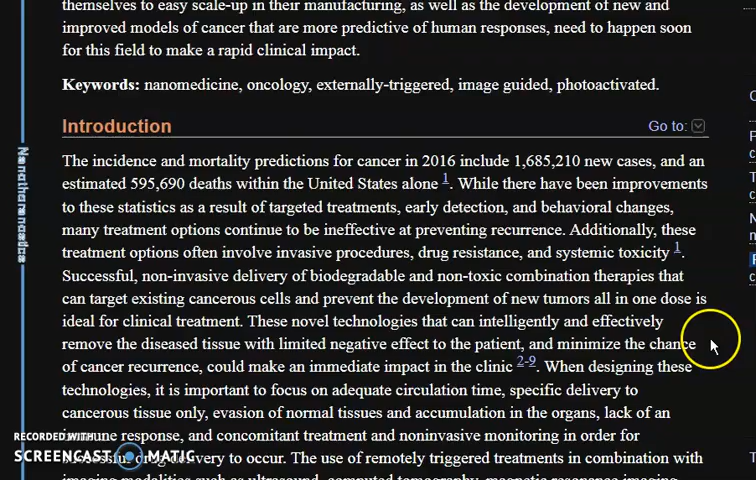 themselves to easy scale-up in their manufacturing, as well as the development of new and
improved models of cancer that are more predictive of human responses, need to happen soon
for this field to make a rapid clinical impact.
Keywords: nanomedicine, oncology, externally-triggered, image guided, photoactivated.
Introduction
Go to:
The incidence and mortality predictions for cancer in 2016 include 1,685,210 new cases, and an
estimated 595,690 deaths within the United States alone 1. While there have been improvements
to these statistics as a result of targeted treatments, early detection, and behavioral changes,
many treatment options continue to be ineffective at preventing recurrence. Additionally, these
treatment options often involve invasive procedures, drug resistance, and systemic toxicity 1.
Successful, non-invasive delivery of biodegradable and non-toxic combination therapies that
can target existing cancerous cells and prevent the development of new tumors all in one dose is
ideal for clinical treatment. These novel technologies that can intelligently and effectively
remove the diseased tissue with limited negative effect to the patient, and minimize the chance
of cancer recurrence, could make an immediate impact in the clinic 2-9. When designing these
technologies, it is important to focus on adequate circulation time, specific delivery to
cancerous tissue only, evasion of normal tissues and accumulation in the organs, lack of an
immune response, and concomitant treatment and noninvasive monitoring in order for
drug delivery to occur. The use of remotely triggered treatments in combination with
imaging modalities such as ultrasound, computed tomography, magnetic resonance imaging
Nanotheranostics
RECORDED WITH
SCREENCAST MATIC